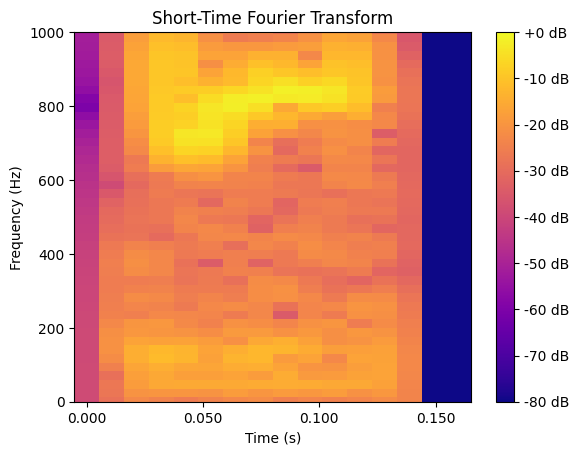 Short-Time Fourier Transform
1000
800
600
400
200
0
Frequency (Hz)
0.000
0.050
0.100
0.150
Time (s)
+0 dB
-10 dB
-20 dB
-30 dB
-40 dB
-50 dB
-60 dB
-70 dB
-80 dB